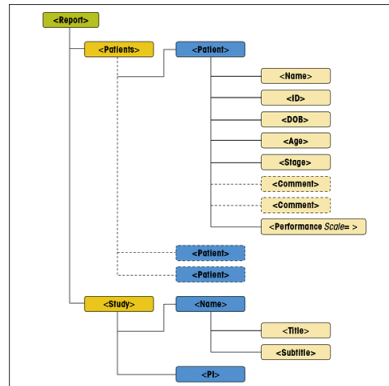 <Report>
<Patients>
<Patient>
<Name>
<ID>
<DOB>
<Age>
<Stage>
<Comment>
<Comment>
<Performance Scale= >
<Patient>
<Patient>
<Study>
<Name>
<Title>
<Subtitle>
<PI>